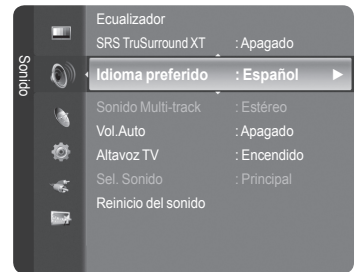 Sonido
Ecualizador
SRS TruSurround XT : Apagado
Idioma preferido : Español
Sonido Multi-track : Estéreo
Vol.Auto : Apagado
Altavoz TV : Encendido
Sel. Sonido : Principal
Reinicio del sonido